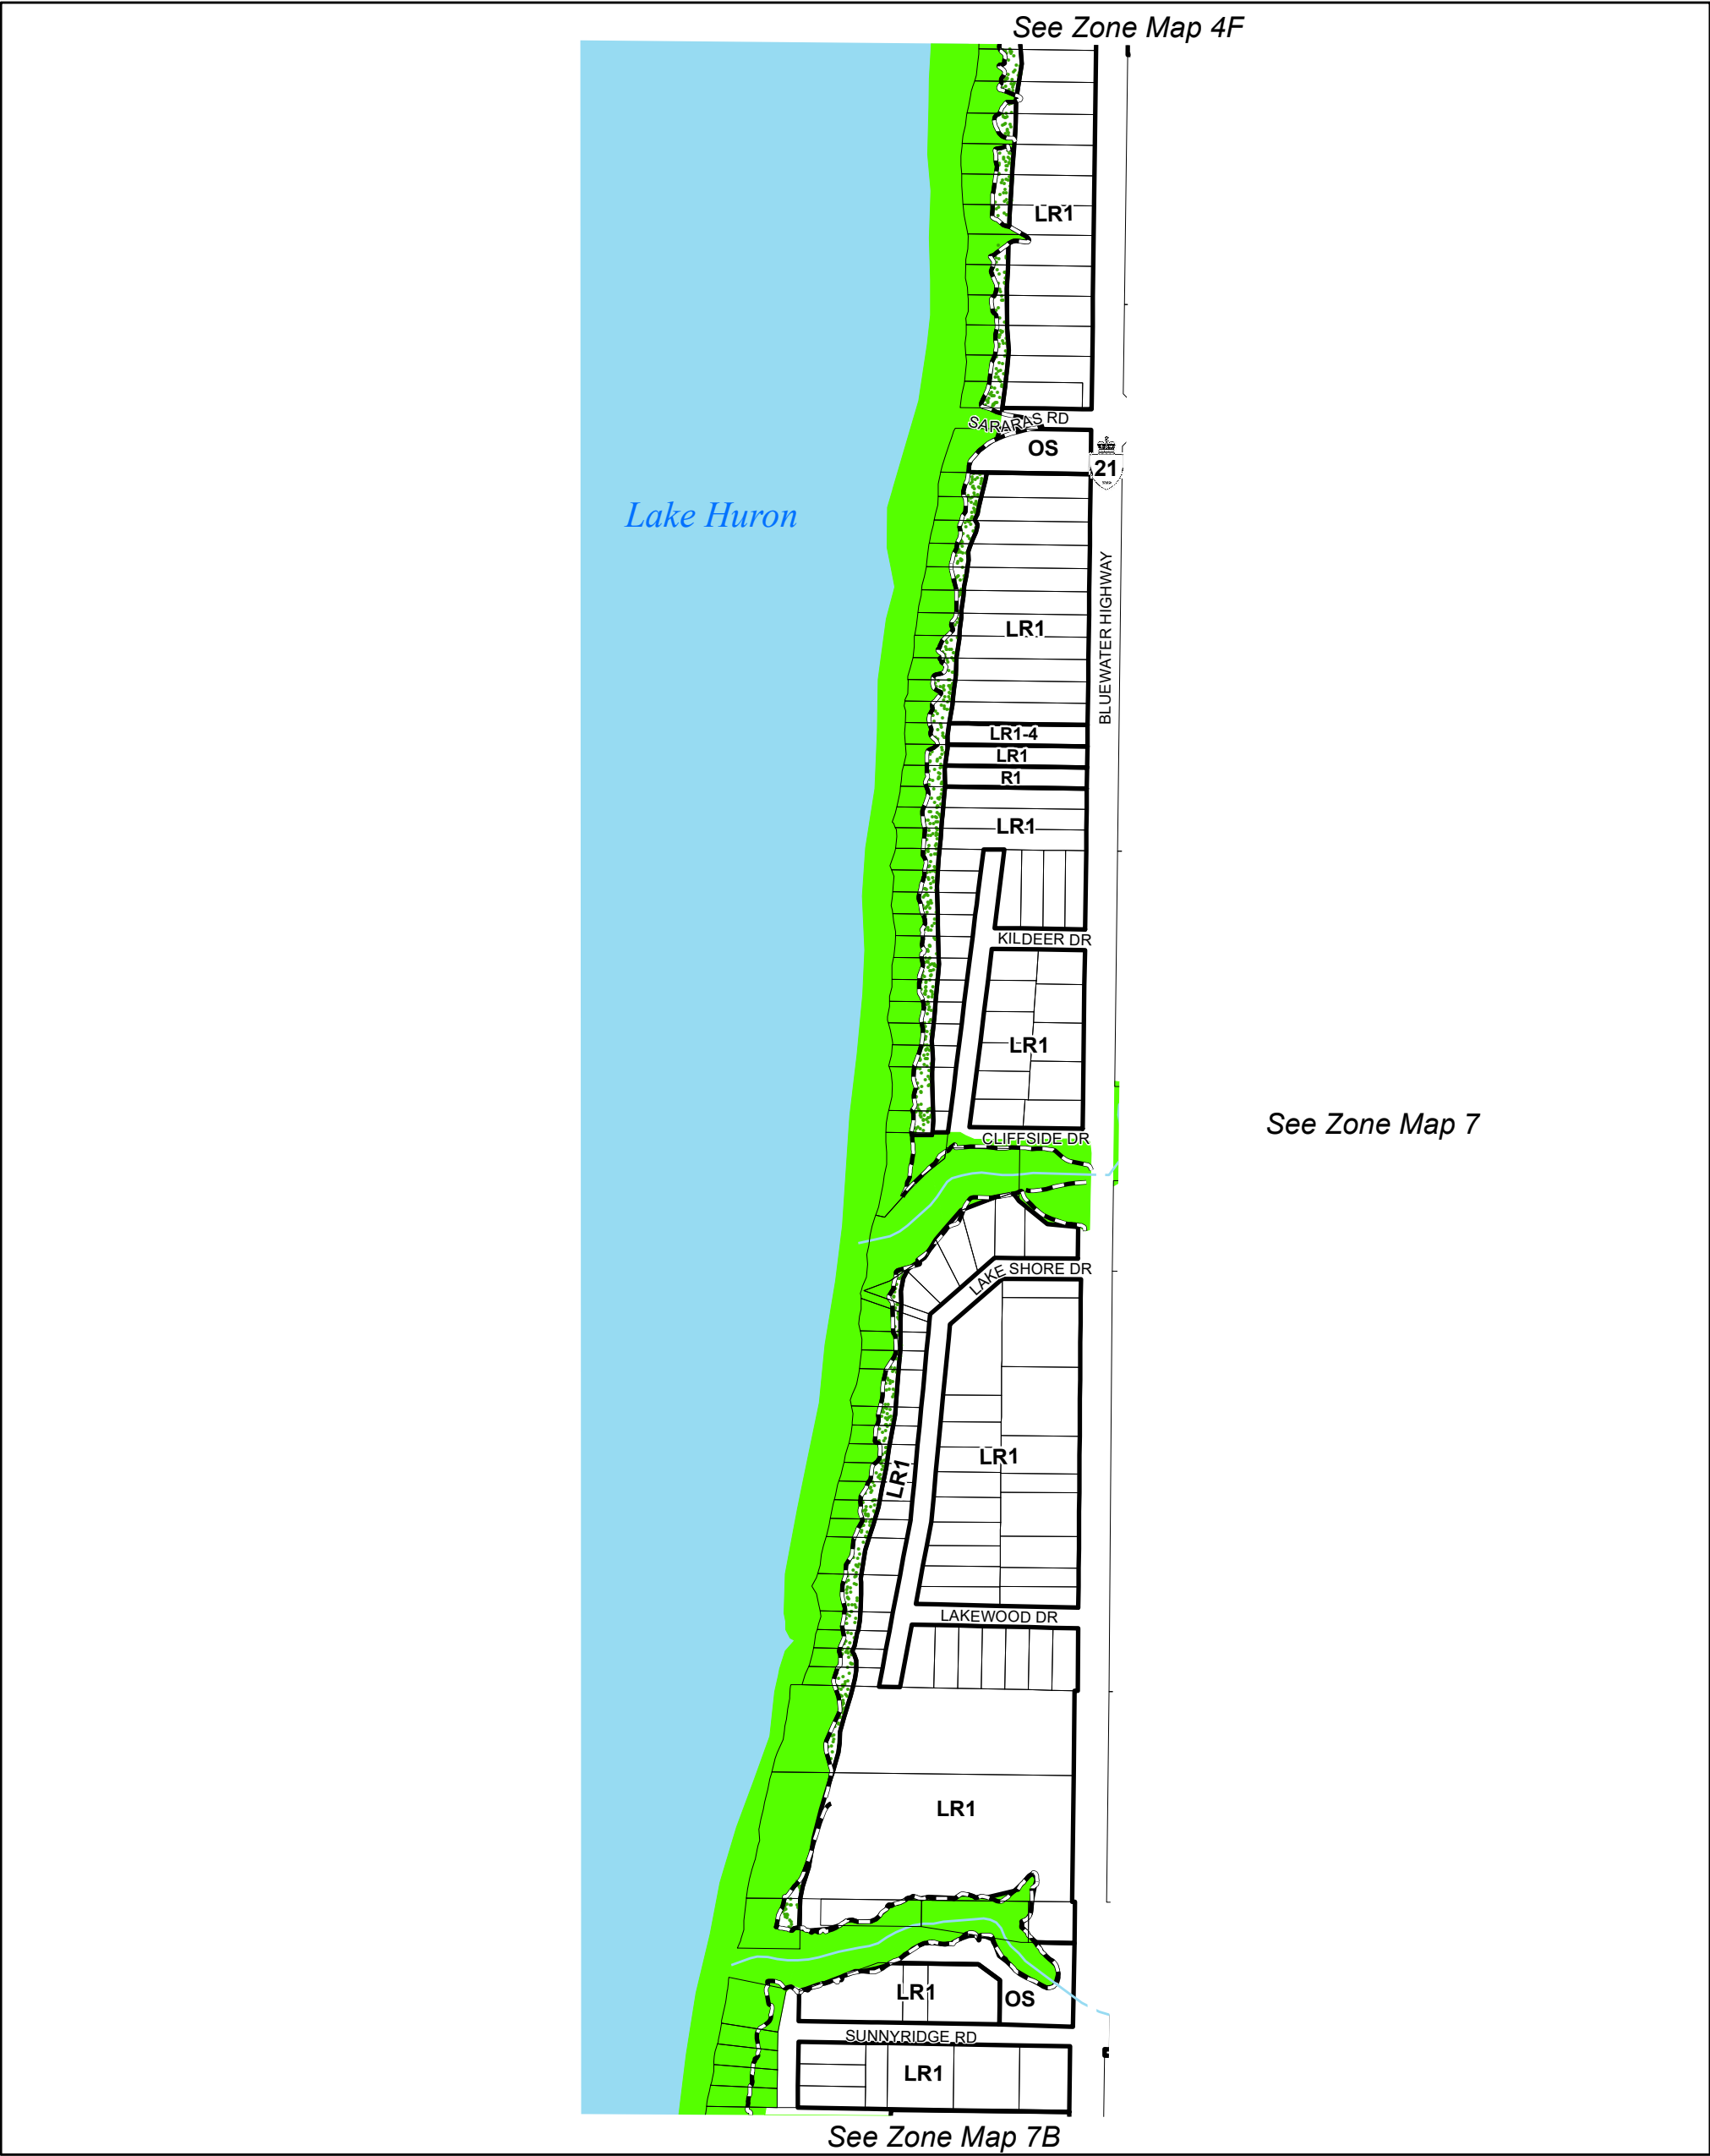 See Zone Map 4F
LR1
SARARAS RD
OS
21
Lake Huron
BLUEWATER HIGHWAY
LR1
LR1-4
LR1
R1
LR1
KILDEER DR
LR1
See Zone Map 7
CLIFFSIDE DR
LAKE SHORE DR
LR1
LR1
LAKEWOOD DR
LR1
LR1
OS
SUNNYRIDGE RD
LR1
See Zone Map 7B